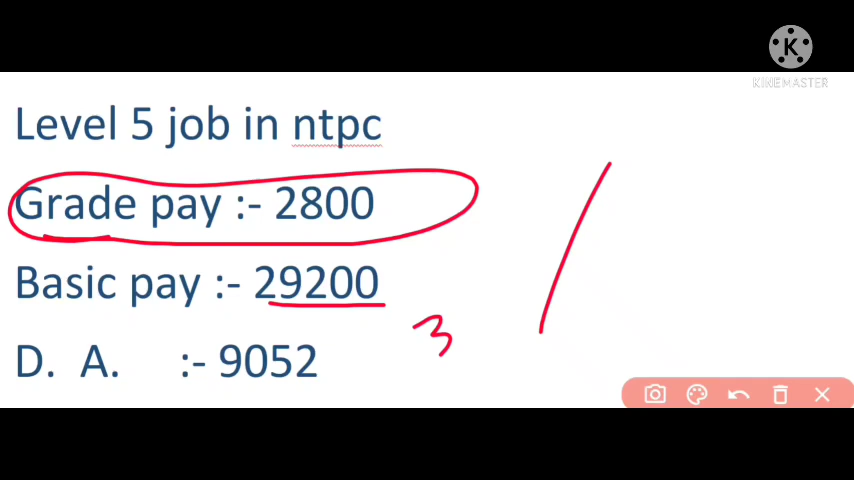 K
KINEMASTER
Level 5 job in ntpc
Grade pay :- 2800
Basic pay :- 29200
3
D. A. :- 9052